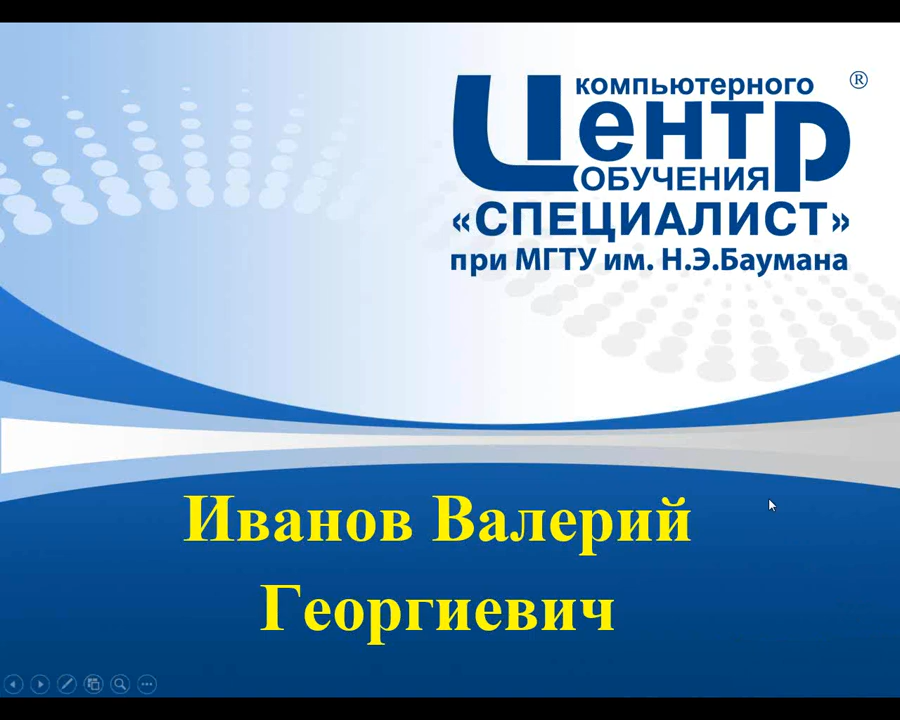 компьютерного ®
Центр
ОБУЧЕНИЯ
«СПЕЦИАЛИСТ»
при МГТУ им. Н.Э.Баумана
Иванов Валерий
Георгиевич